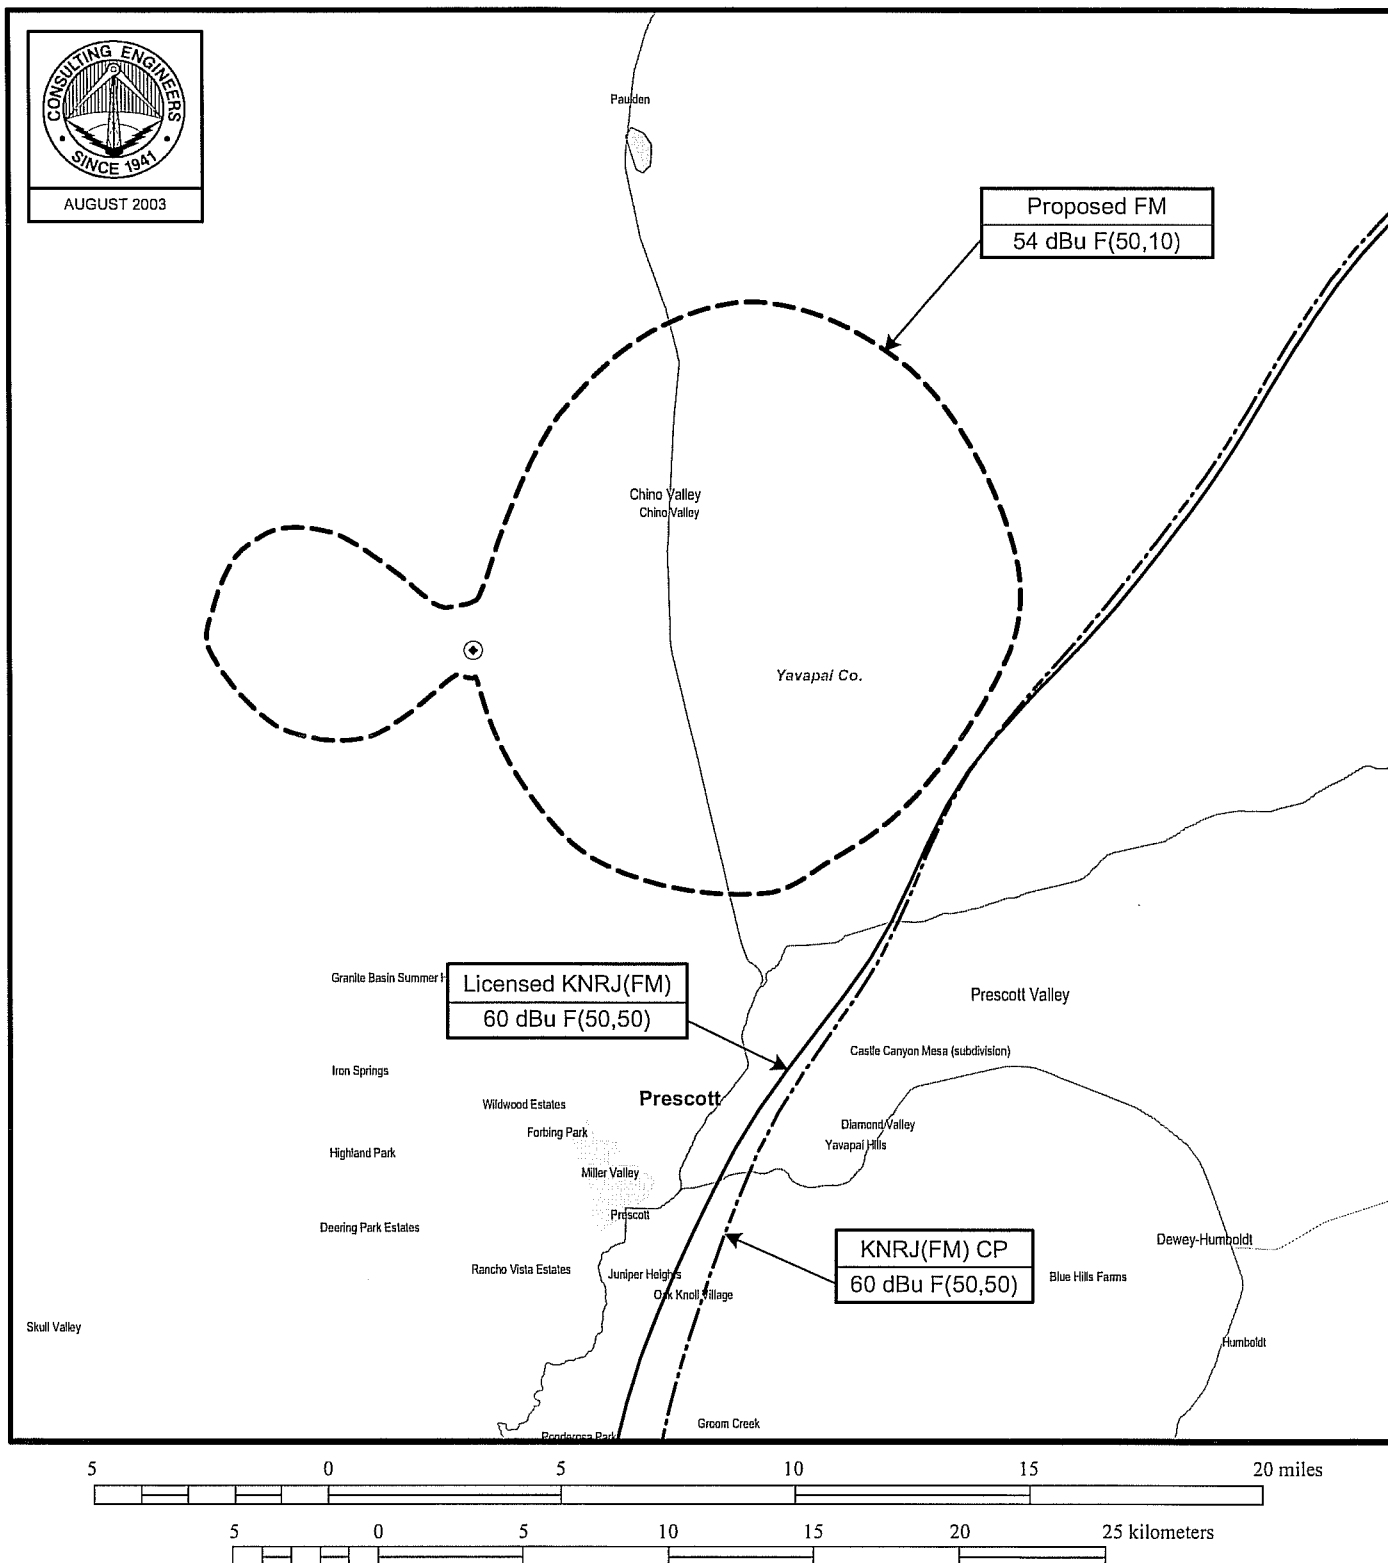 CONSULTING ENGINEERS
• SINCE 1941 •
AUGUST 2003
Paulden
Proposed FM
54 dBu F(50,10)
Chino Valley
Chino Valley
Yavapai Co.
Granite Basin Summer H
Licensed KNRJ(FM)
60 dBu F(50,50)
Prescott Valley
Castle Canyon Mesa (subdivision)
Iron Springs
Prescott
Wildwood Estates
Forbing Park
Diamond Valley
Yavapai Hills
Highland Park
Miller Valley
Prescott
Deering Park Estates
KNRJ(FM) CP
60 dBu F(50,50)
Dewey-Humboldt
Rancho Vista Estates
Juniper Heights
Blue Hills Farms
Oak Knoll Village
Skull Valley
Humboldt
Groom Creek
Ponderosa Park
5 0 5 10 15 20 miles
5 0 5 10 15 20 25 kilometers